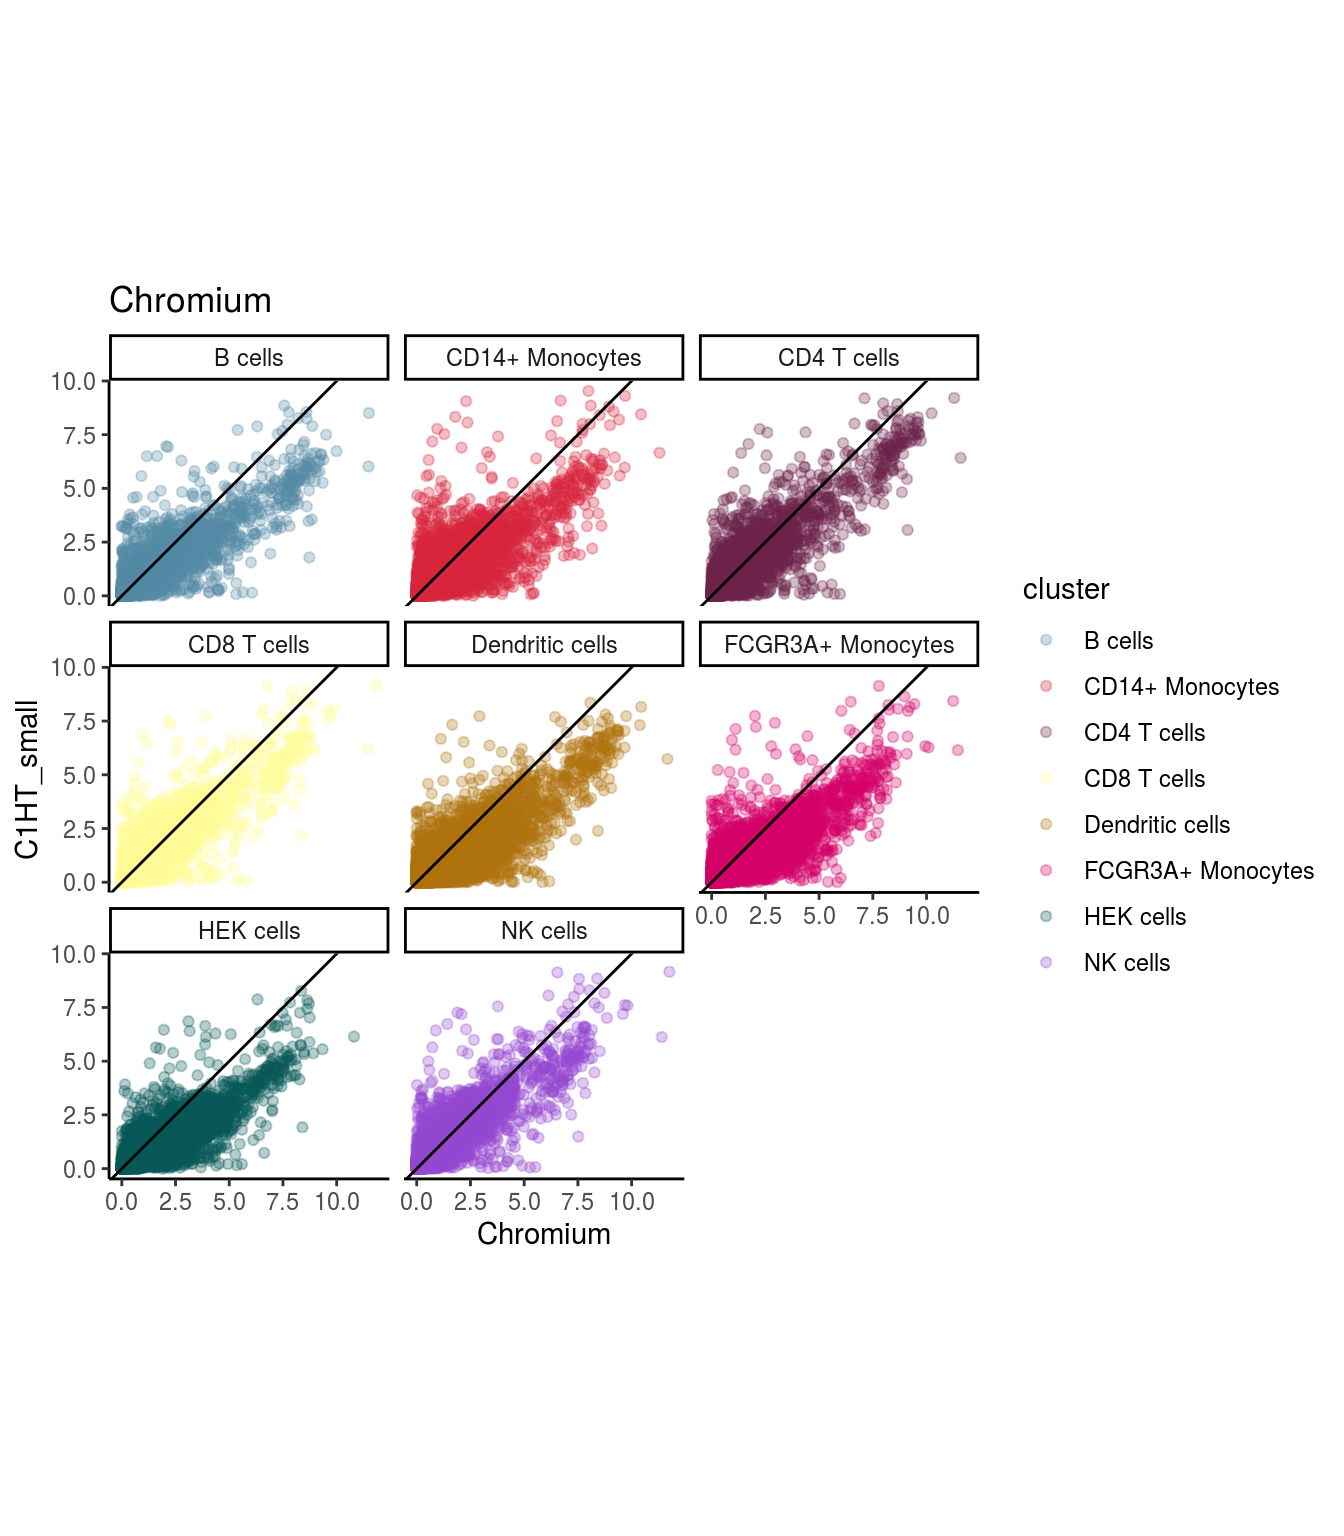 Chromium
B cells
CD14+ Monocytes
CD4 T cells
10.0
7.5
5.0
2.5
0.0
CD8 T cells
Dendritic cells
FCGR3A+ Monocytes
10.0
7.5
5.0
2.5
0.0
0.0 2.5 5.0 7.5 10.0
HEK cells
NK cells
10.0
7.5
5.0
2.5
0.0
0.0 2.5 5.0 7.5 10.0
0.0 2.5 5.0 7.5 10.0
Chromium
C1HT_small
cluster
B cells
CD14+ Monocytes
CD4 T cells
CD8 T cells
Dendritic cells
FCGR3A+ Monocytes
HEK cells
NK cells